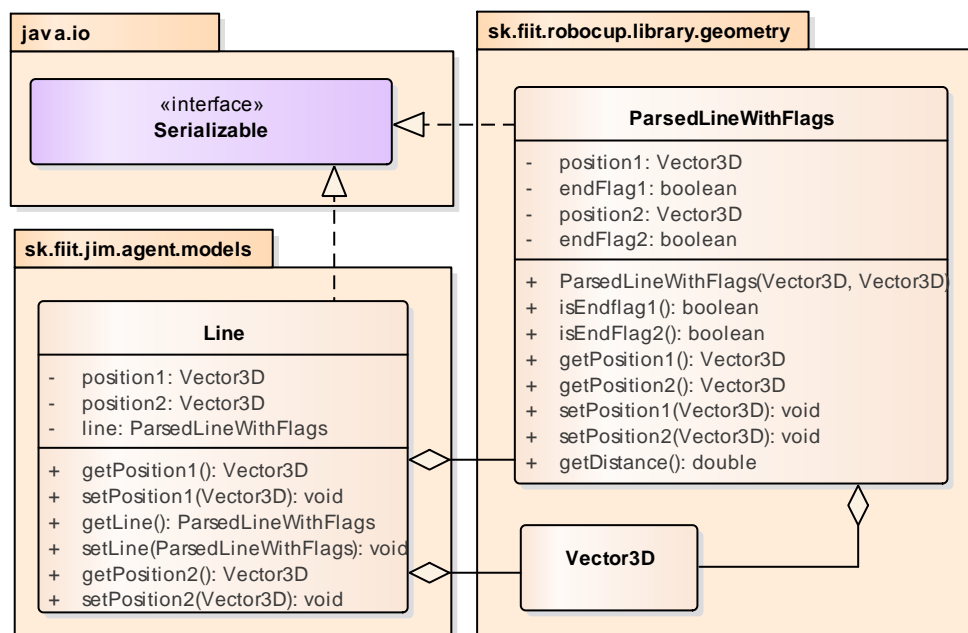 java.io
«interface»
Serializable
sk.fiit.jim.agent.models
Line
- position1: Vector3D
- position2: Vector3D
- line: ParsedLineWithFlags
+ getPosition1(): Vector3D
+ setPosition1(Vector3D): void
+ getLine(): ParsedLineWithFlags
+ setLine(ParsedLineWithFlags): void
+ getPosition2(): Vector3D
+ setPosition2(Vector3D): void
sk.fiit.robocup.library.geometry
ParsedLineWithFlags
- position1: Vector3D
- endFlag1: boolean
- position2: Vector3D
- endFlag2: boolean
+ ParsedLineWithFlags(Vector3D, Vector3D)
+ isEndflag1(): boolean
+ isEndFlag2(): boolean
+ getPosition1(): Vector3D
+ getPosition2(): Vector3D
+ setPosition1(Vector3D): void
+ setPosition2(Vector3D): void
+ getDistance(): double
Vector3D